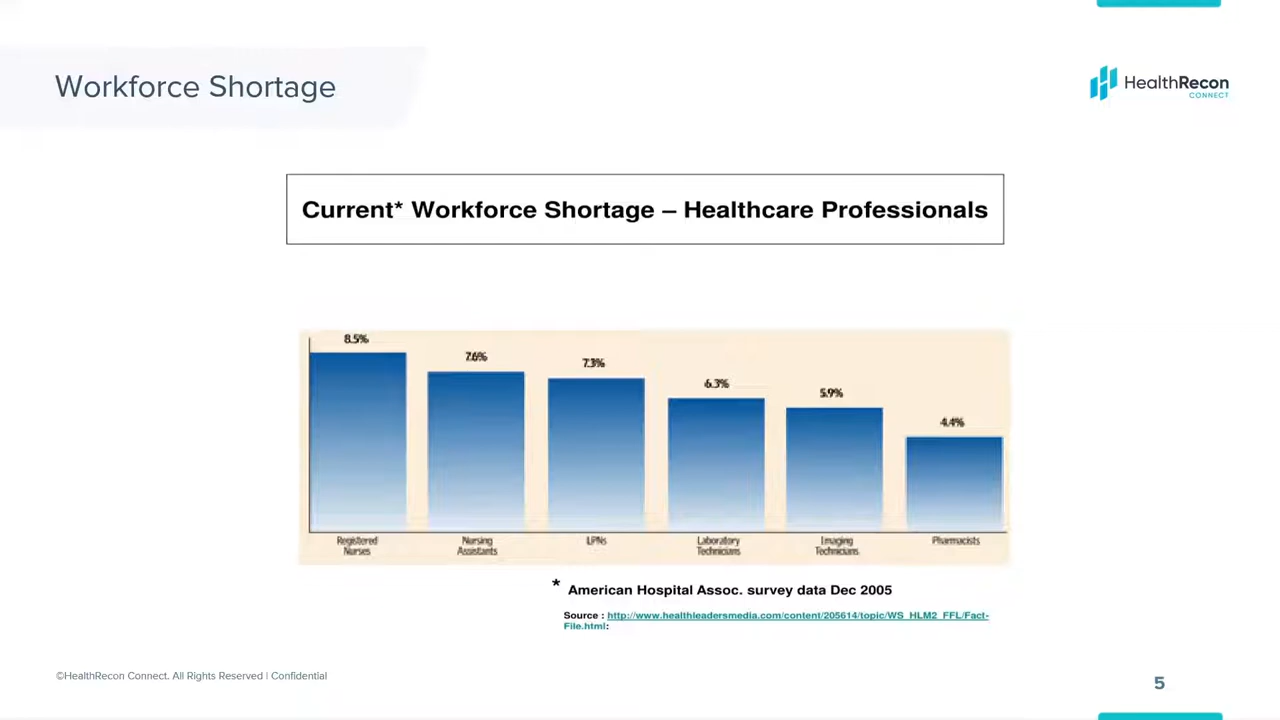 Workforce Shortage
HealthRecon
CONNECT
Current* Workforce Shortage – Healthcare Professionals
8.5%
7.6%
7.3%
6.3%
5.9%
4.4%
Registered
Nurses
Nursing
Assistants
LPNs
Laboratory
Technicians
Imaging
Technicians
Pharmacists
* American Hospital Assoc. survey data Dec 2005
Source : http://www.healthleadersmedia.com/content/205614/topic/WS_HLM2_FFL/Fact-
File.html:
©HealthRecon Connect. All Rights Reserved | Confidential
5